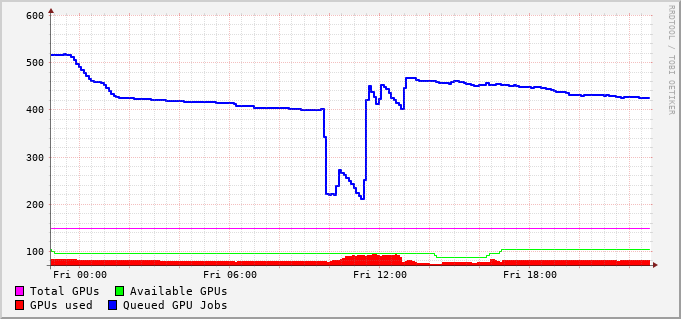 600
500
400
300
200
100
Fri 00:00 Fri 06:00 Fri 12:00 Fri 18:00
Total GPUs Available GPUs
GPUs used Queued GPU Jobs
RRDTOOL / TOBI OETIKER